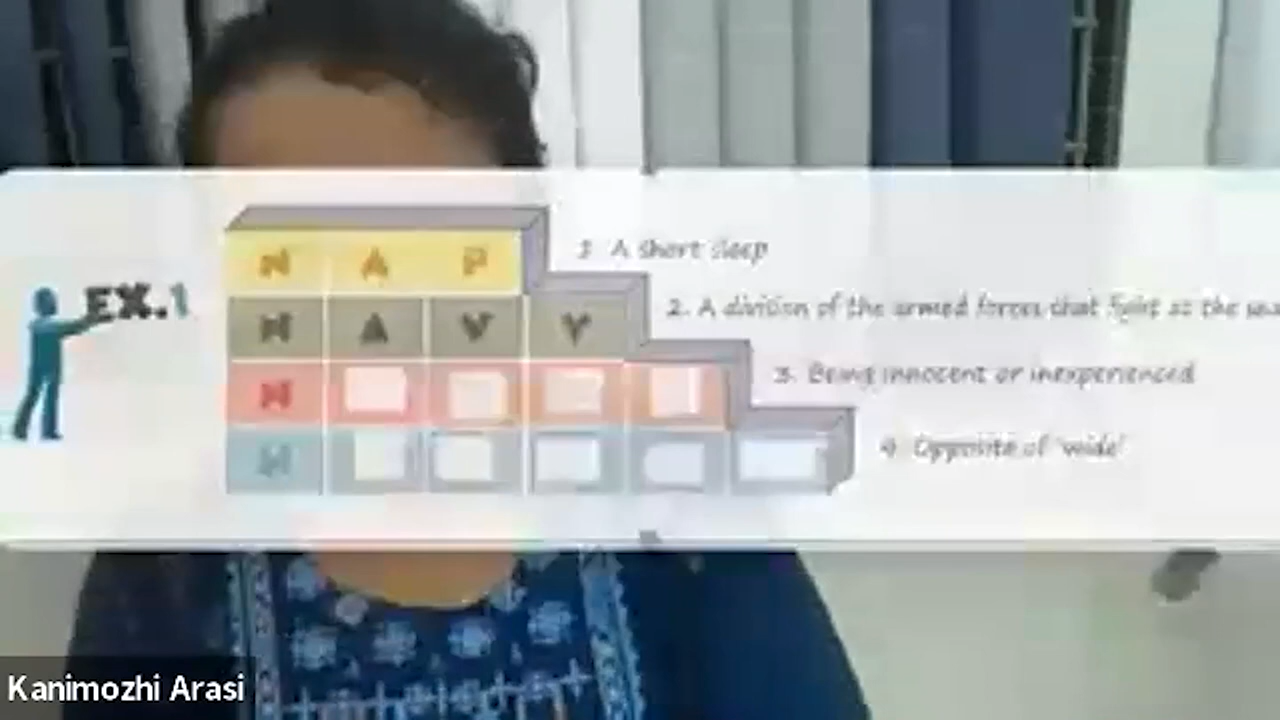 EX.1
N A P
1. A short sleep
N A V Y
2. A division of the armed forces that fight at the sea
N
3. Being innocent or inexperienced
N
4. Opposite of 'wide'
Kanimozhi Arasi